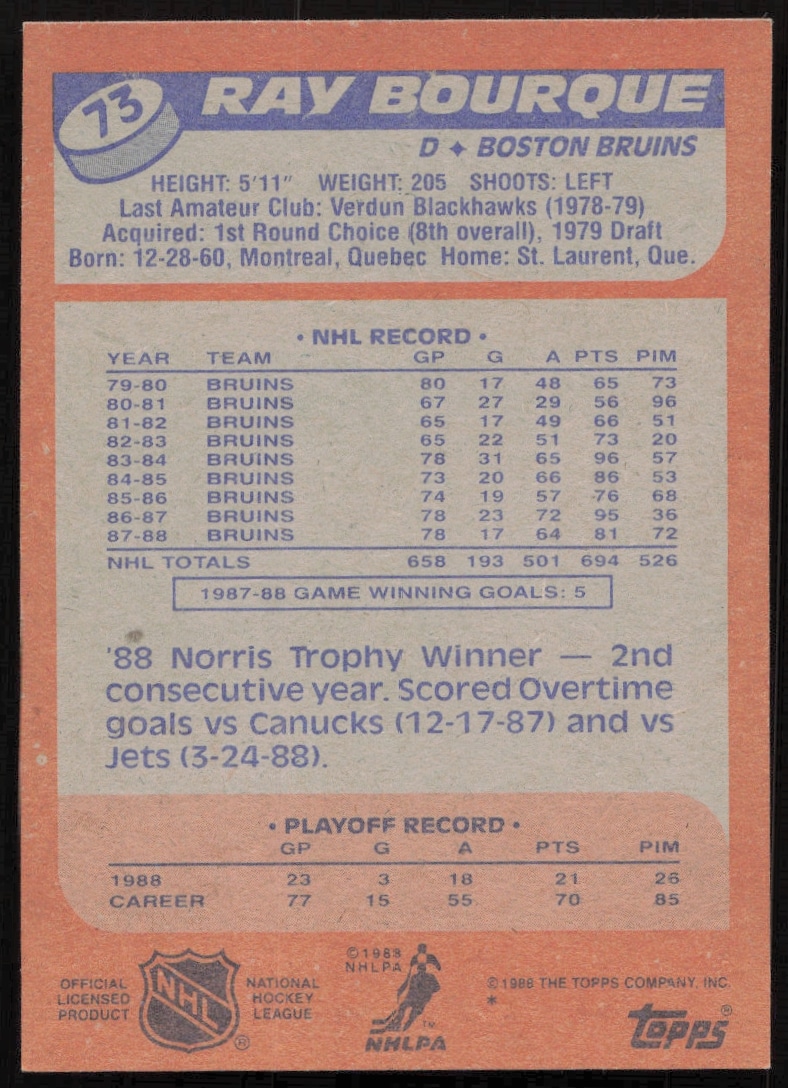 73
RAY BOURQUE
D ✦ BOSTON BRUINS
HEIGHT: 5'11" WEIGHT: 205 SHOOTS: LEFT
Last Amateur Club: Verdun Blackhawks (1978-79)
Acquired: 1st Round Choice (8th overall), 1979 Draft
Born: 12-28-60, Montreal, Quebec Home: St. Laurent, Que.
• NHL RECORD •
YEAR TEAM GP G A PTS PIM
79-80 BRUINS 80 17 48 65 73
80-81 BRUINS 67 27 29 56 96
81-82 BRUINS 65 17 49 66 51
82-83 BRUINS 65 22 51 73 20
83-84 BRUINS 78 31 65 96 57
84-85 BRUINS 73 20 66 86 53
85-86 BRUINS 74 19 57 76 68
86-87 BRUINS 78 23 72 95 36
87-88 BRUINS 78 17 64 81 72
NHL TOTALS 658 193 501 694 526
1987-88 GAME WINNING GOALS: 5
'88 Norris Trophy Winner — 2nd
consecutive year. Scored Overtime
goals vs Canucks (12-17-87) and vs
Jets (3-24-88).
• PLAYOFF RECORD •
GP G A PTS PIM
1988 23 3 18 21 26
CAREER 77 15 55 70 85
OFFICIAL
LICENSED
PRODUCT
NHL
®
NATIONAL
HOCKEY
LEAGUE
©1988
NHLPA
TM
NHLPA
©1988 THE TOPPS COMPANY, INC.
*
topps®